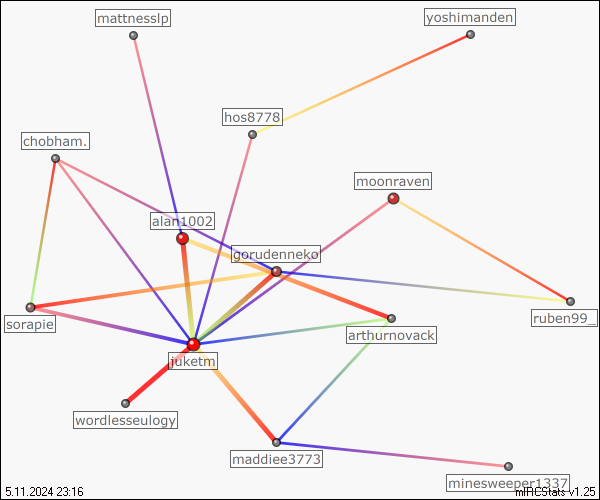 mattnesslp
yoshimanden
hos8778
chobham.
moonraven
alan1002
gorudenneko
sorapie
ruben99_
arthurnovack
juketm
wordlesseulogy
maddiee3773
minesweeper1337
5.11.2024 23:16
mIRCStats v1.25